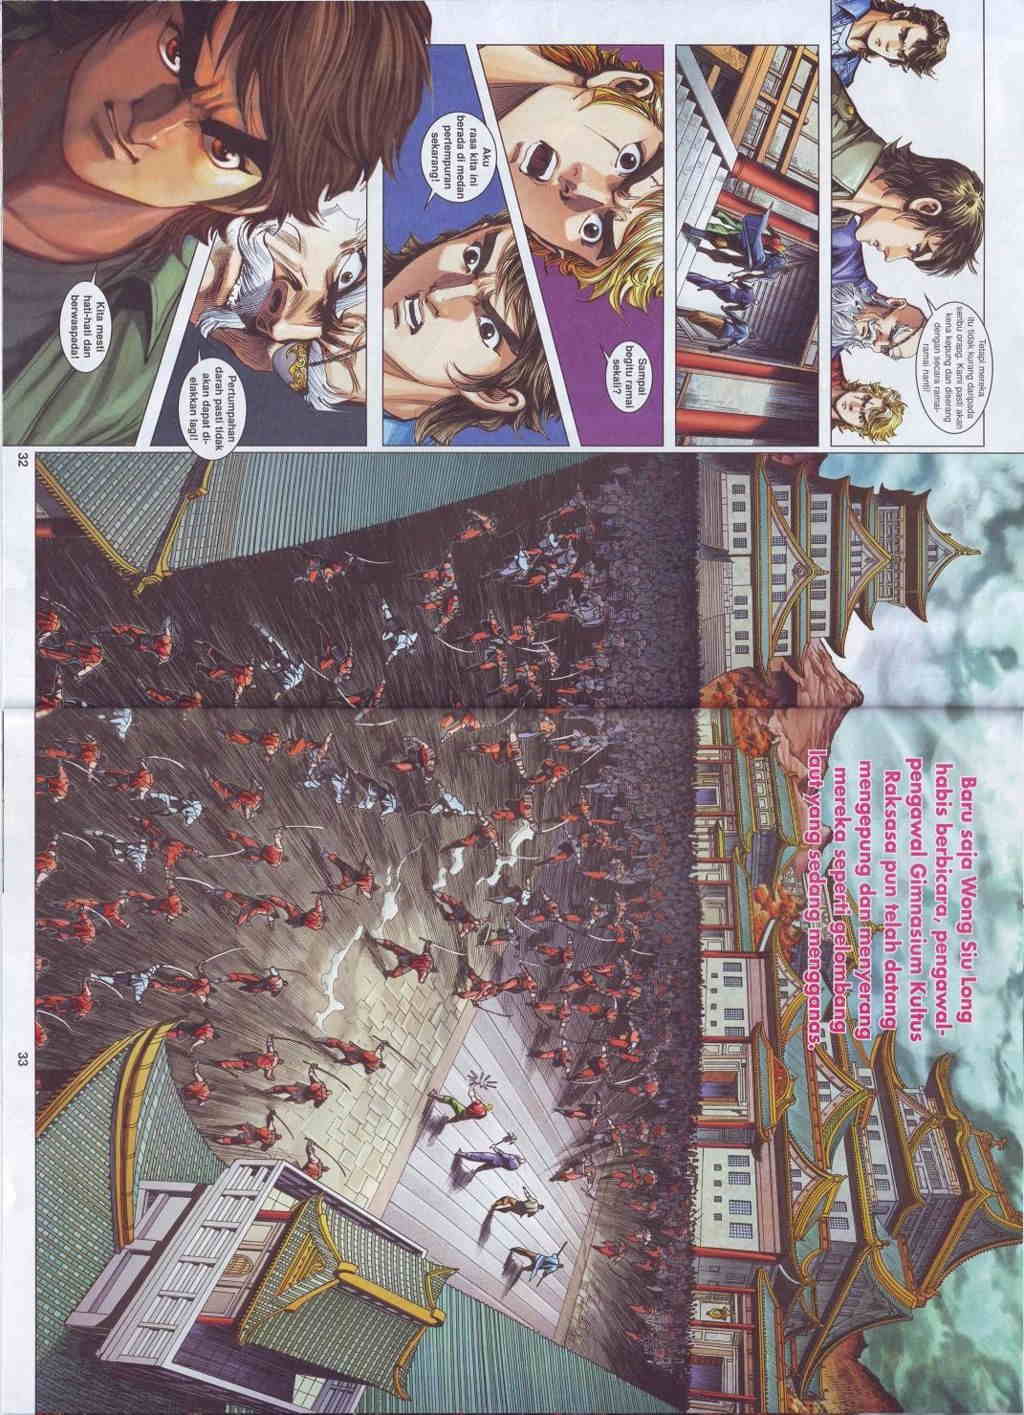 Tetapi mereka
itu tidak kurang daripada
seribu orang. Kami pasti akan
kena kepung dan diserang
dengan secara ramai-
ramai nanti!
Sampai
begitu ramai
sekali?
Aku
rasa kita ini
berada di medan
pertempuran
sekarang!
Pertumpahan
darah pasti tidak
akan dapat di-
elakkan lagi!
Kita mesti
hati-hati dan
berwaspada!
32
Baru saja Wong Siu Long
habis berbicara, pengawal-
pengawal Gimnasium Kultus
Raksasa pun telah datang
mengepung dan menyerang
mereka seperti gelombang
laut yang sedang mengganas.
33